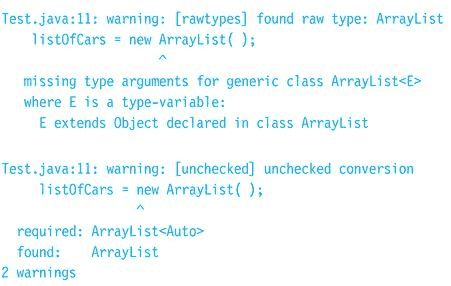 Test.java:11: warning: [rawtypes] found raw type: ArrayList
listOfCars = new ArrayList( );
^
missing type arguments for generic class ArrayList<E>
where E is a type-variable:
E extends Object declared in class ArrayList
Test.java:11: warning: [unchecked] unchecked conversion
listOfCars = new ArrayList( );
^
required: ArrayList<Auto>
found: ArrayList
2 warnings